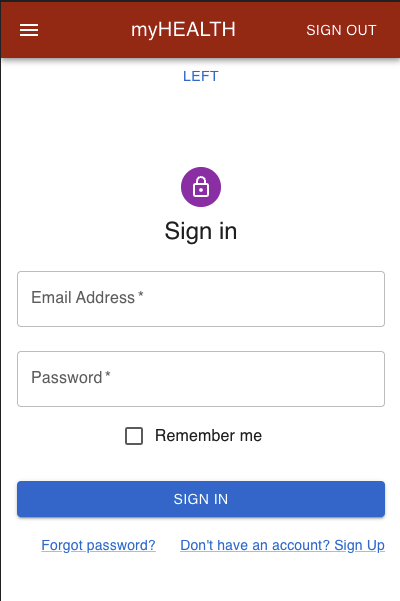 myHEALTH SIGN OUT
LEFT
Sign in
Email Address *
Password *
Remember me
SIGN IN
Forgot password? Don't have an account? Sign Up